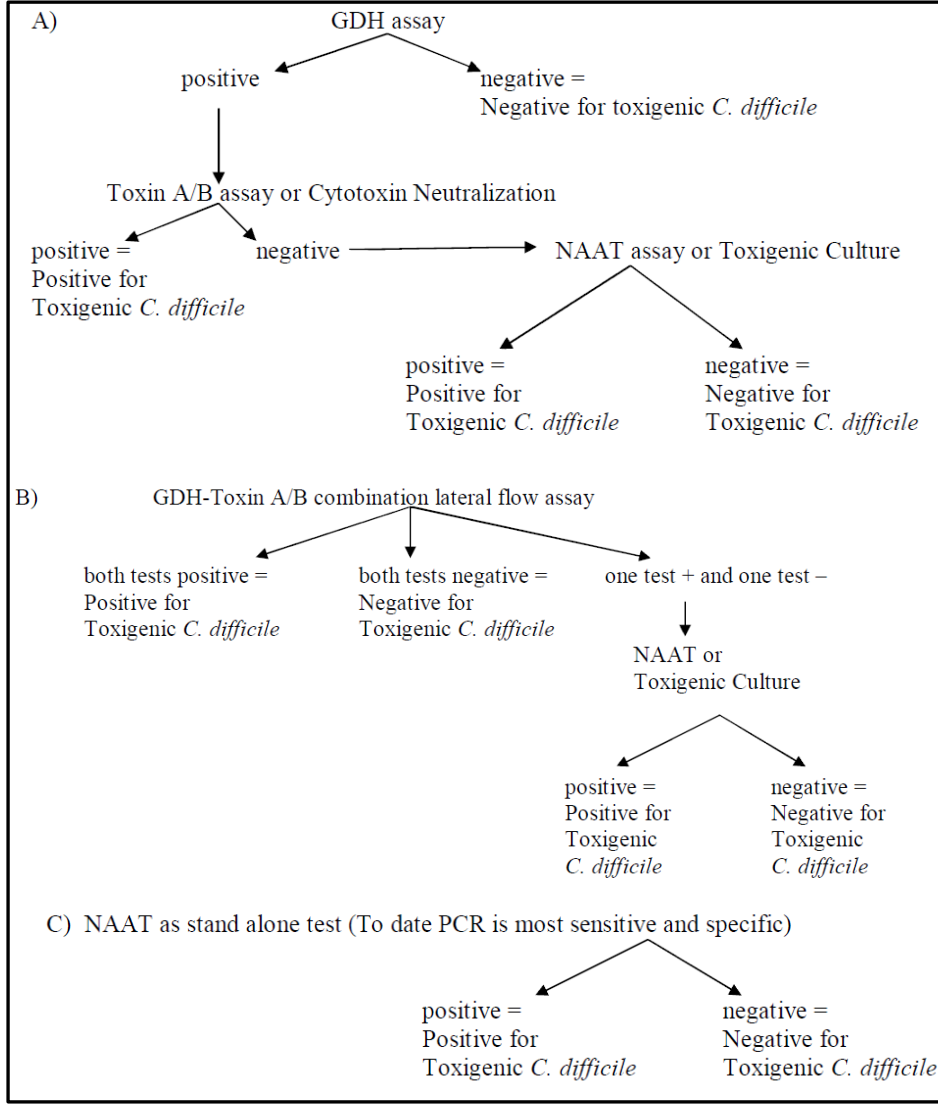 A) GDH assay
positive negative =
Negative for toxigenic C. difficile
Toxin A/B assay or Cytotoxin Neutralization
positive = negative NAAT assay or Toxigenic Culture
Positive for
Toxigenic C. difficile
positive = negative =
Positive for Negative for
Toxigenic C. difficile Toxigenic C. difficile
B) GDH-Toxin A/B combination lateral flow assay
both tests positive = both tests negative = one test + and one test –
Positive for Negative for
Toxigenic C. difficile Toxigenic C. difficile
NAAT or
Toxigenic Culture
positive = negative =
Positive for Negative for
Toxigenic Toxigenic
C. difficile C. difficile
C) NAAT as stand alone test (To date PCR is most sensitive and specific)
positive = negative =
Positive for Negative for
Toxigenic C. difficile Toxigenic C. difficile